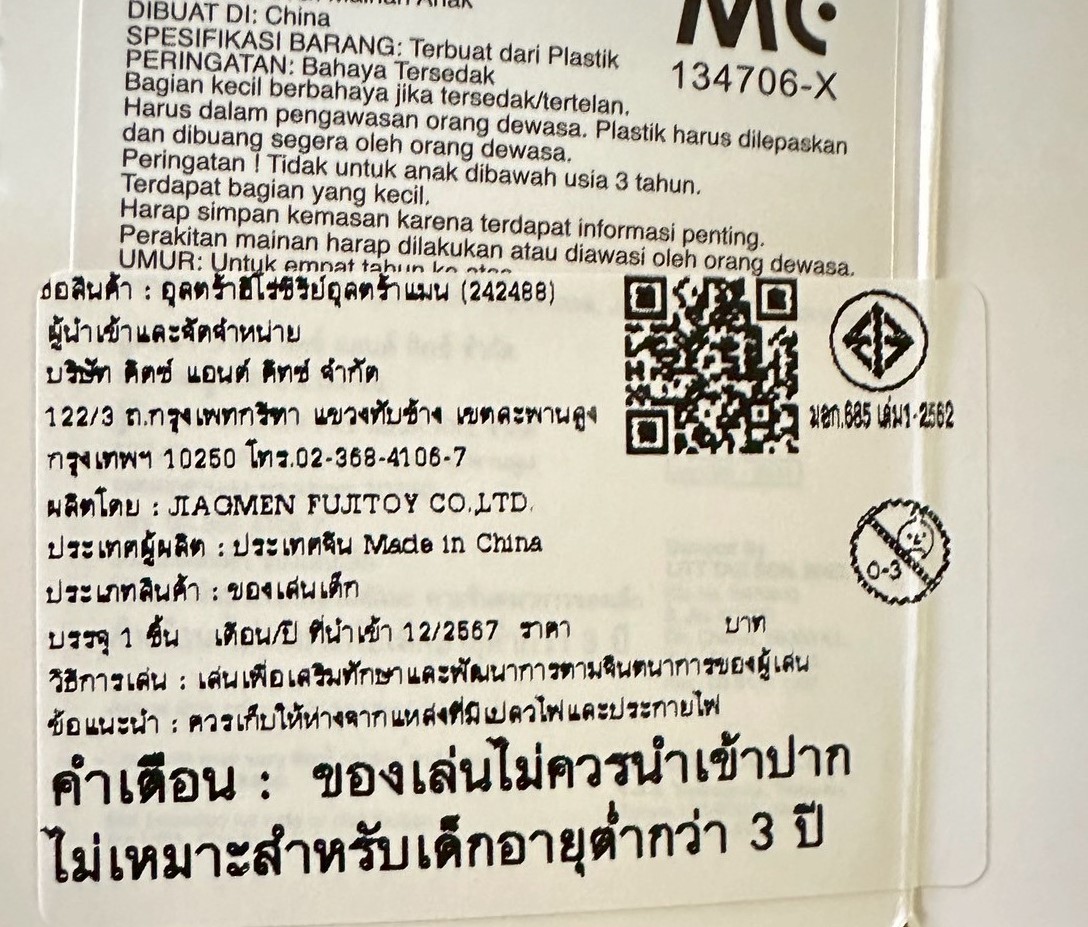 DIBUAT DI: China
SPESIFIKASI BARANG: Terbuat dari Plastik
PERINGATAN: Bahaya Tersedak
Bagian kecil berbahaya jika tersedak/tertelan.
Harus dalam pengawasan orang dewasa. Plastik harus dilepaskan
dan dibuang segera oleh orang dewasa.
Peringatan ! Tidak untuk anak dibawah usia 3 tahun.
Terdapat bagian yang kecil.
Harap simpan kemasan karena terdapat informasi penting.
Perakitan mainan harap dilakukan atau diawasi oleh orang dewasa.
UMUR: Untuk empat tahun ke atas
MC
134706-X
ชื่อสินค้า : อุลตร้าฮีโร่ซีรีย์อุลตร้าแมน (242488)
ผู้นำเข้าและจัดจำหน่าย
บริษัท คิตซ์ แอนด์ คิทซ์ จำกัด
122/3 ถ.กรุงเทพกรีฑา แขวงทับช้าง เขตสะพานสูง
กรุงเทพฯ 10250 โทร.02-368-4106-7
ผลิตโดย : JIAGMEN FUJITOY CO.,LTD.
ประเทศผู้ผลิต : ประเทศจีน Made in China
ประเภทสินค้า : ของเล่นเด็ก
บรรจุ 1 ชิ้น เดือน/ปี ที่นำเข้า 12/2567 ราคา บาท
วิธีการเล่น : เล่นเพื่อเสริมทักษาและพัฒนาการตามจินตนาการของผู้เล่น
ข้อแนะนำ : ควรเก็บให้ห่างจากแหล่งที่มีเปลวไฟและประกายไฟ
คำเตือน : ของเล่นไม่ควรนำเข้าปาก
ไม่เหมาะสำหรับเด็กอายุต่ำกว่า 3 ปี
มอก.685 เล่ม1-2562
0-3